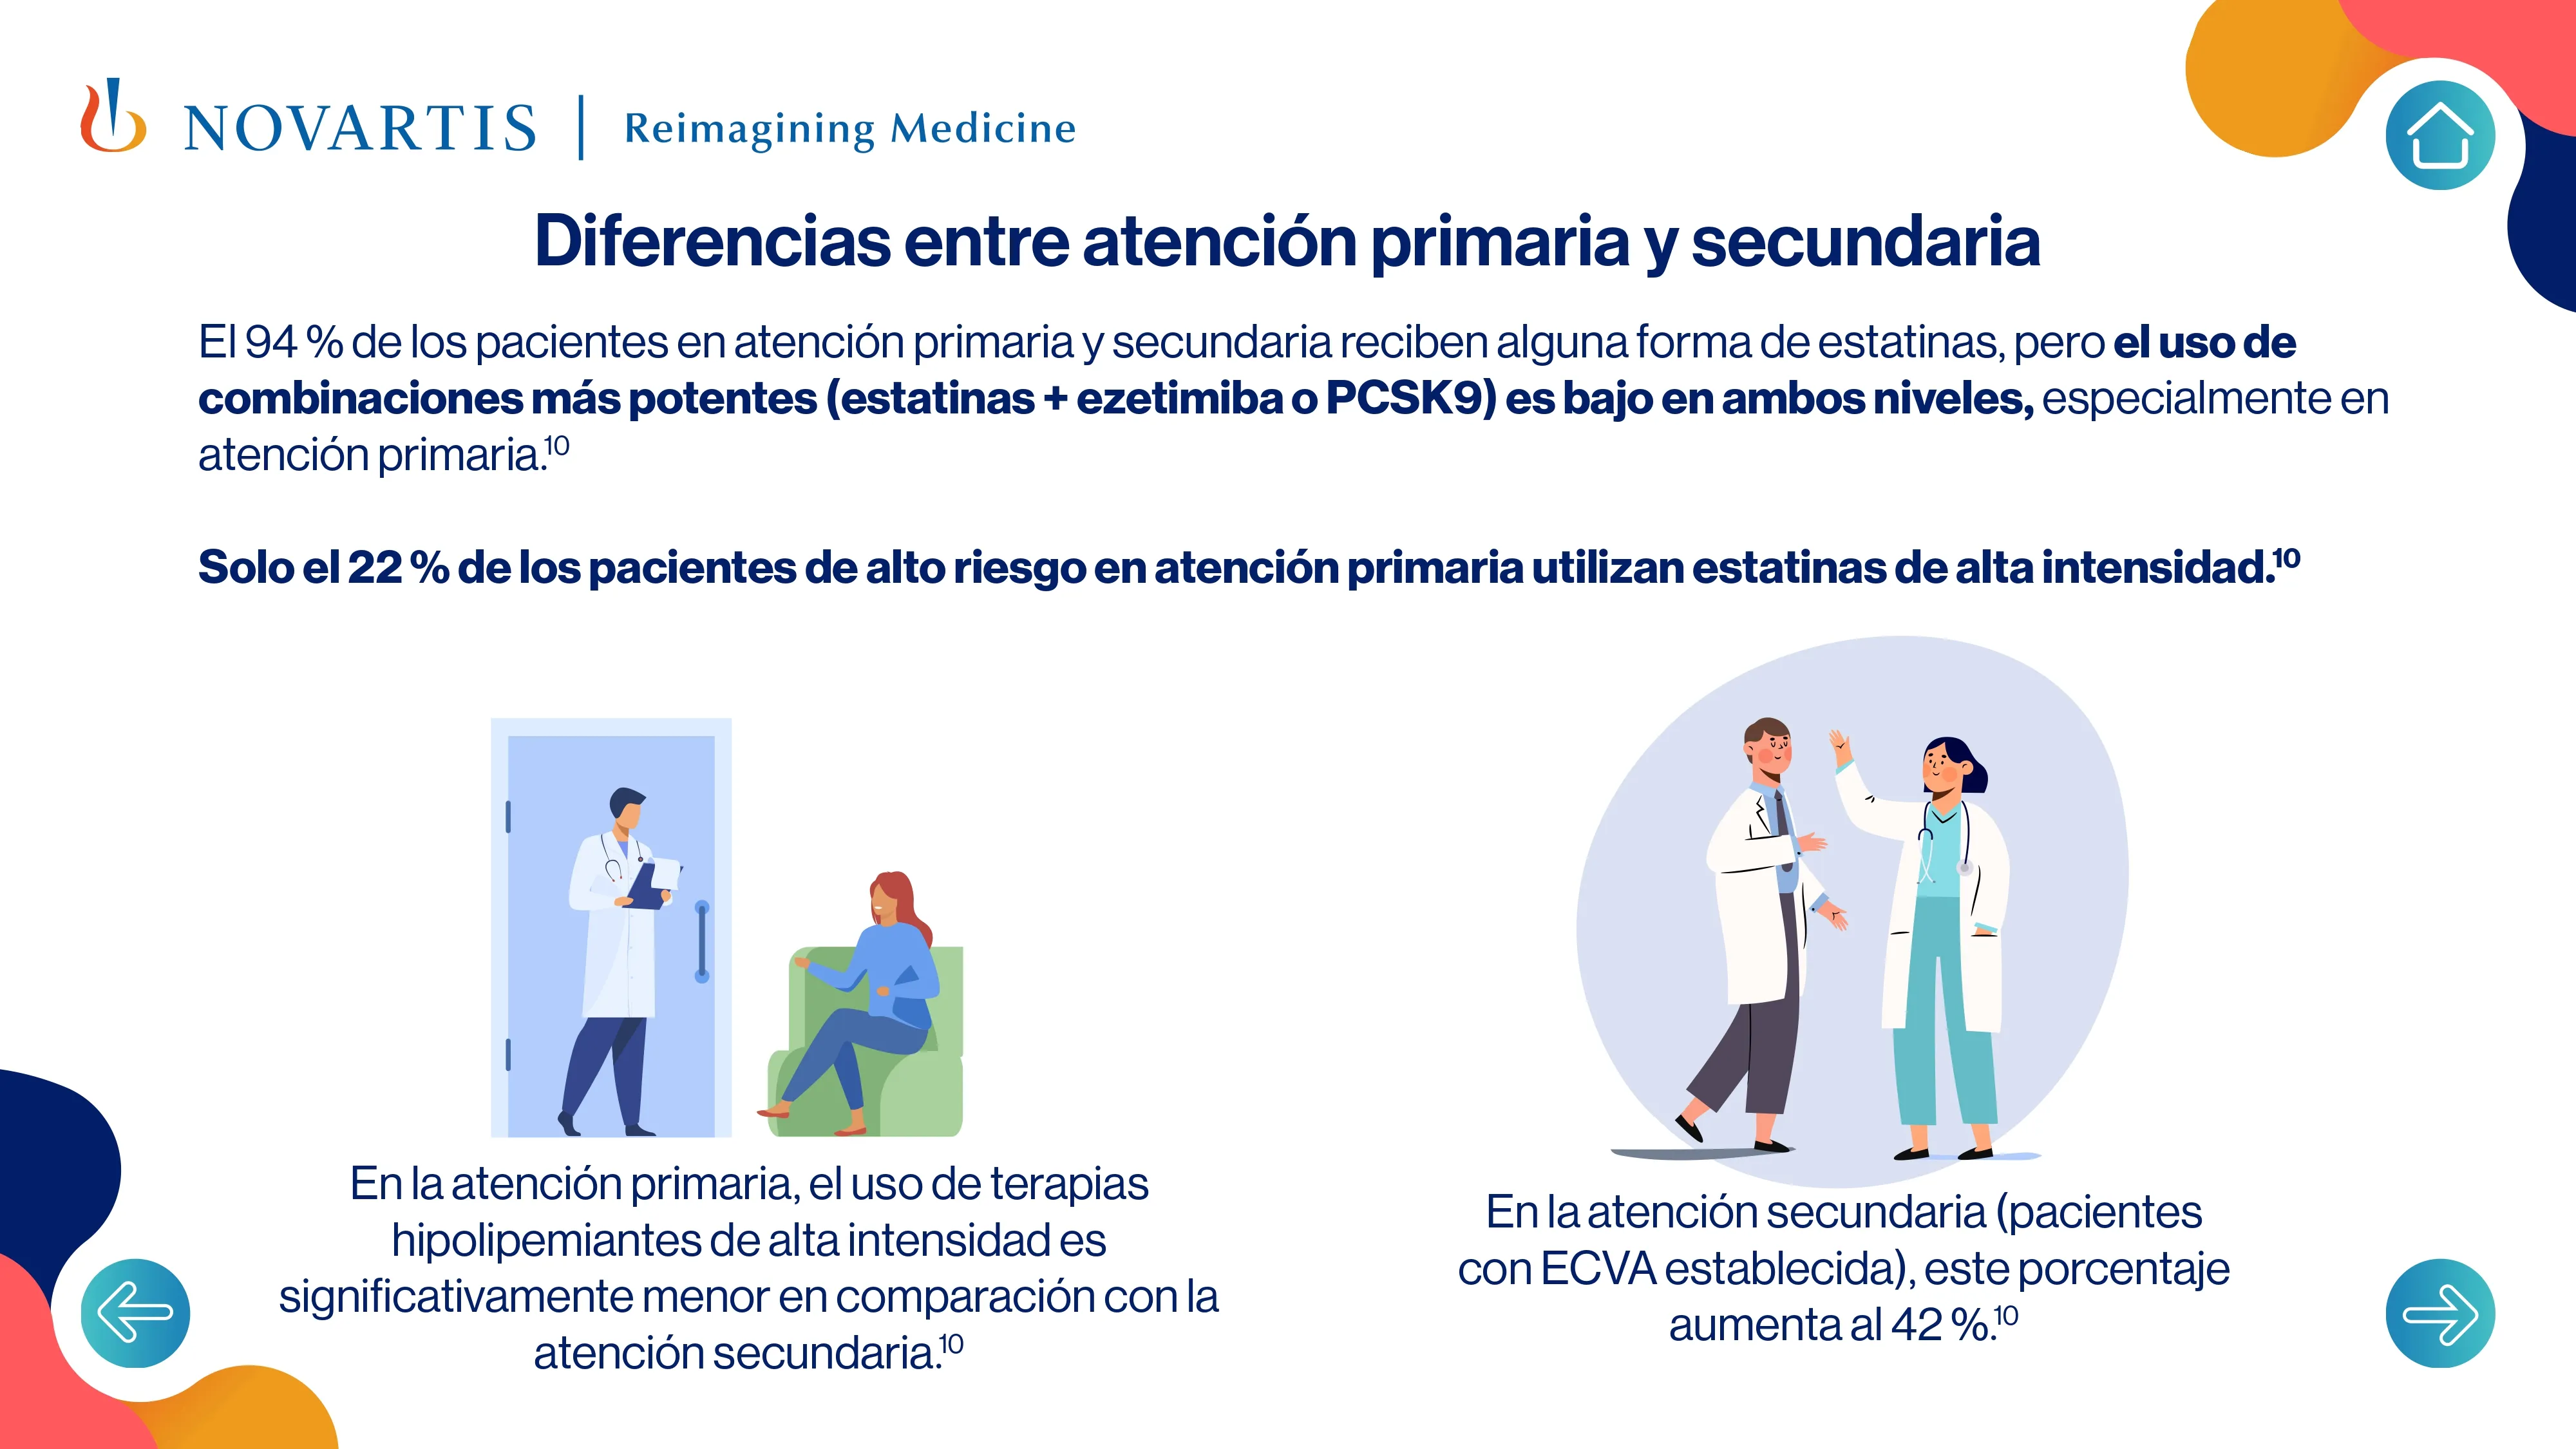 NOVARTIS | Reimagining Medicine
Diferencias entre atención primaria y secundaria
El 94 % de los pacientes en atención primaria y secundaria reciben alguna forma de estatinas, pero el uso de
combinaciones más potentes (estatinas + ezetimiba o PCSK9) es bajo en ambos niveles, especialmente en
atención primaria.¹⁰
Solo el 22 % de los pacientes de alto riesgo en atención primaria utilizan estatinas de alta intensidad.¹⁰
En la atención primaria, el uso de terapias
hipolipemiantes de alta intensidad es
significativamente menor en comparación con la
atención secundaria.¹⁰
En la atención secundaria (pacientes
con ECVA establecida), este porcentaje
aumenta al 42 %.¹⁰